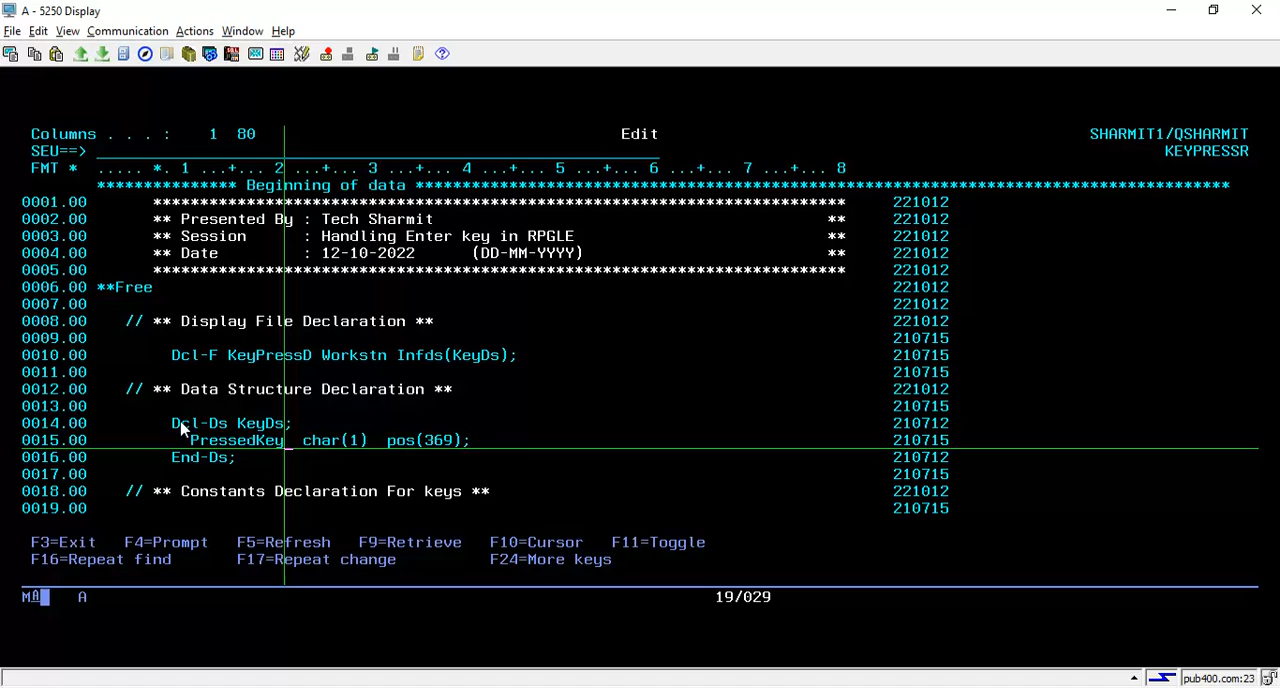 A - 5250 Display
File Edit View Communication Actions Window Help
Columns . . . : 1 80 Edit SHARMIT1/QSHARMIT
SEU==> KEYPRESSR
FMT * ..... *. 1 ...+... 2 ...+... 3 ...+... 4 ...+... 5 ...+... 6 ...+... 7 ...+... 8
*************** Beginning of data ***************************************************************************************
0001.00 ************************************************************************** 221012
0002.00 ** Presented By : Tech Sharmit ** 221012
0003.00 ** Session : Handling Enter key in RPGLE ** 221012
0004.00 ** Date : 12-10-2022 (DD-MM-YYYY) ** 221012
0005.00 ************************************************************************** 221012
0006.00 **Free 221012
0007.00 221012
0008.00 // ** Display File Declaration ** 221012
0009.00 210715
0010.00 Dcl-F KeyPressD Workstn Infds(KeyDs); 210715
0011.00 210715
0012.00 // ** Data Structure Declaration ** 221012
0013.00 210715
0014.00 Dcl-Ds KeyDs; 210712
0015.00 PressedKey char(1) pos(369); 210715
0016.00 End-Ds; 210712
0017.00 210715
0018.00 // ** Constants Declaration For keys ** 221012
0019.00 210715
F3=Exit F4=Prompt F5=Refresh F9=Retrieve F10=Cursor F11=Toggle
F16=Repeat find F17=Repeat change F24=More keys
MA A 19/029
pub400.com:23